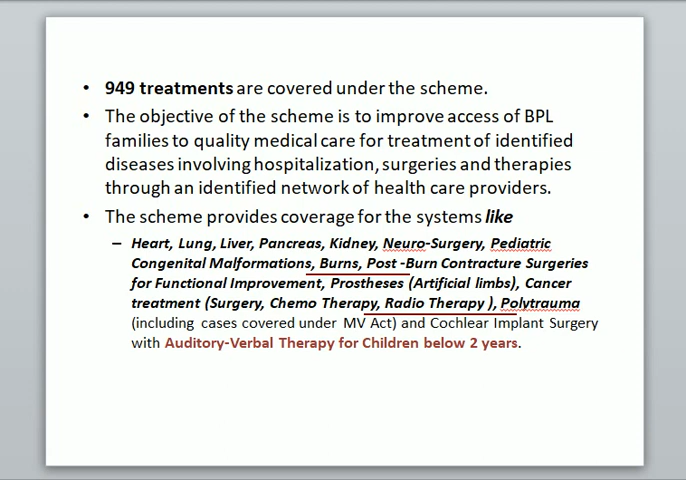 • 949 treatments are covered under the scheme.
• The objective of the scheme is to improve access of BPL
families to quality medical care for treatment of identified
diseases involving hospitalization, surgeries and therapies
through an identified network of health care providers.
• The scheme provides coverage for the systems like
– Heart, Lung, Liver, Pancreas, Kidney, Neuro-Surgery, Pediatric
Congenital Malformations, Burns, Post -Burn Contracture Surgeries
for Functional Improvement, Prostheses (Artificial limbs), Cancer
treatment (Surgery, Chemo Therapy, Radio Therapy ), Polytrauma
(including cases covered under MV Act) and Cochlear Implant Surgery
with Auditory-Verbal Therapy for Children below 2 years.